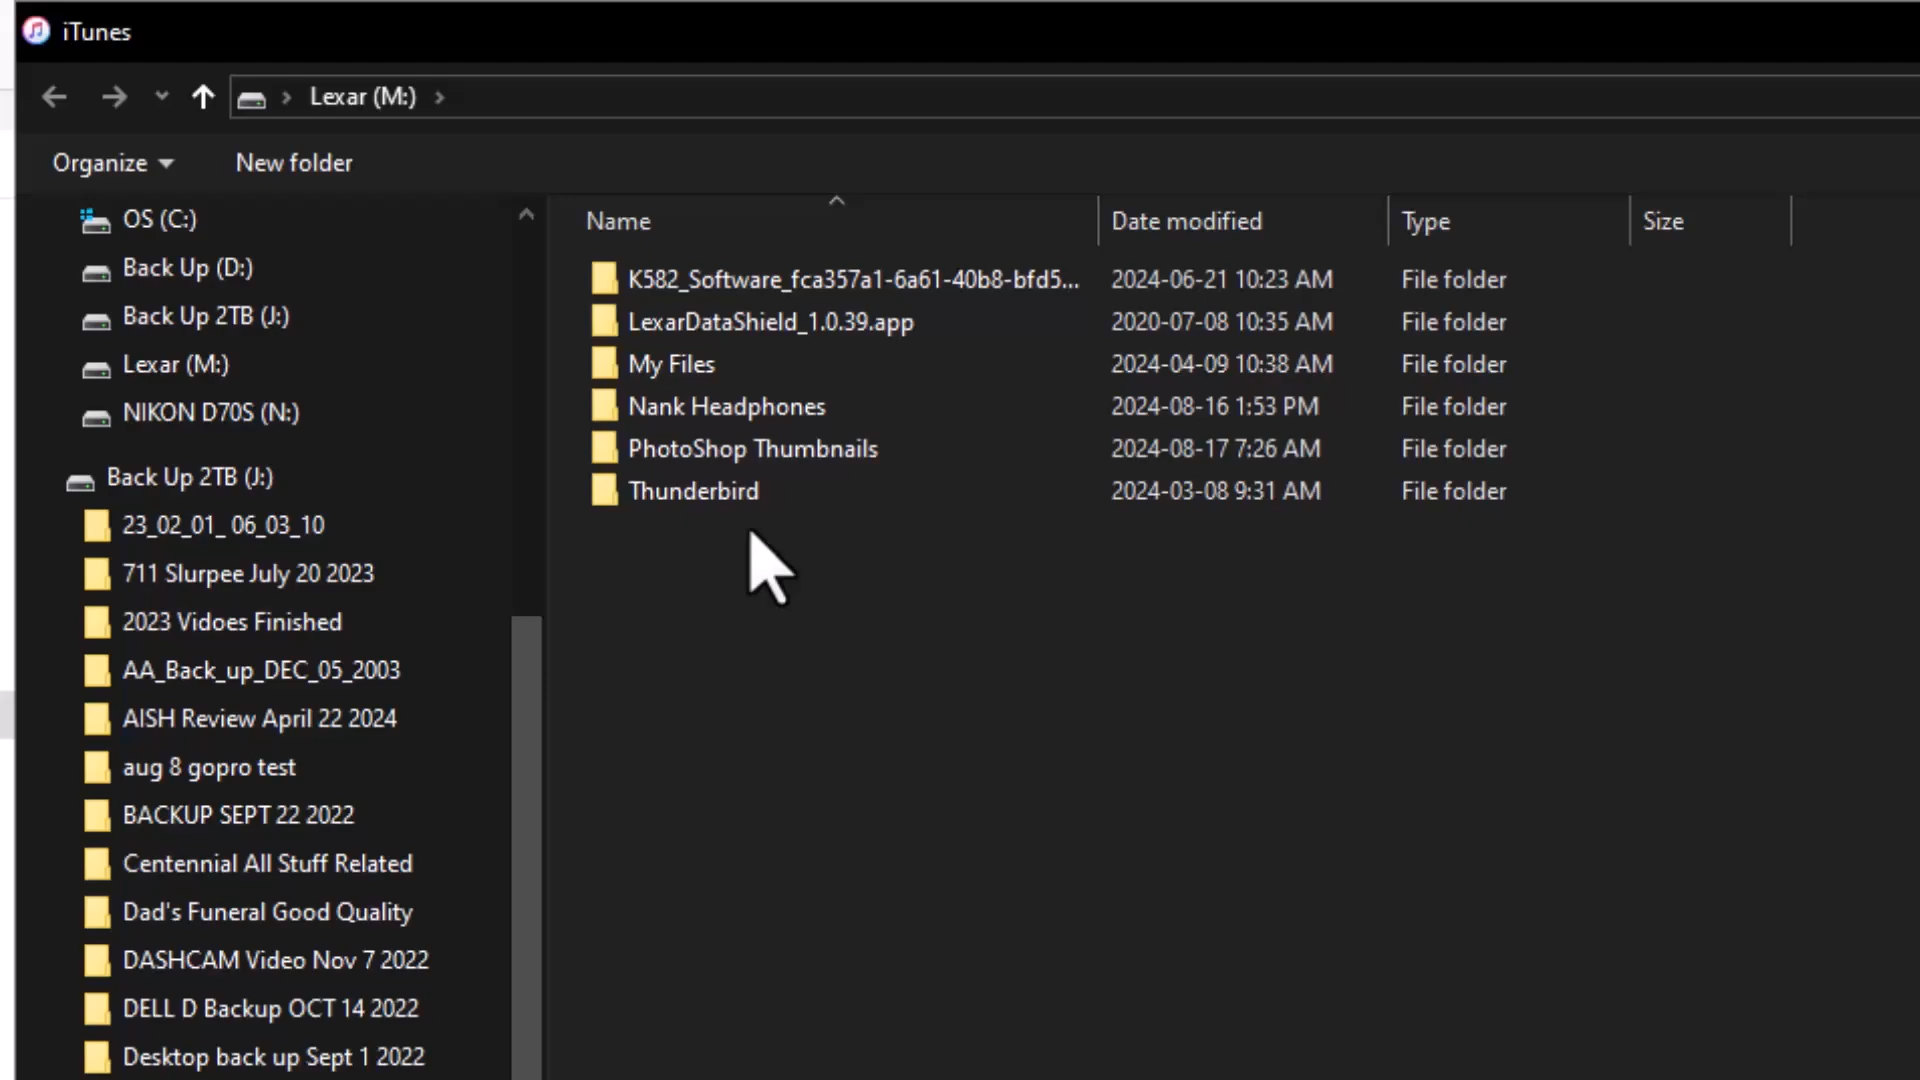 iTunes
Lexar (M:)
Organize
New folder
OS (C:)
Back Up (D:)
Back Up 2TB (J:)
Lexar (M:)
NIKON D70S (N:)
Back Up 2TB (J:)
23_02_01_ 06_03_10
711 Slurpee July 20 2023
2023 Vidoes Finished
AA_Back_up_DEC_05_2003
AISH Review April 22 2024
aug 8 gopro test
BACKUP SEPT 22 2022
Centennial All Stuff Related
Dad's Funeral Good Quality
DASHCAM Video Nov 7 2022
DELL D Backup OCT 14 2022
Desktop back up Sept 1 2022
Name Date modified Type Size
K582_Software_fca357a1-6a61-40b8-bfd5... 2024-06-21 10:23 AM File folder
LexarDataShield_1.0.39.app 2020-07-08 10:35 AM File folder
My Files 2024-04-09 10:38 AM File folder
Nank Headphones 2024-08-16 1:53 PM File folder
PhotoShop Thumbnails 2024-08-17 7:26 AM File folder
Thunderbird 2024-03-08 9:31 AM File folder